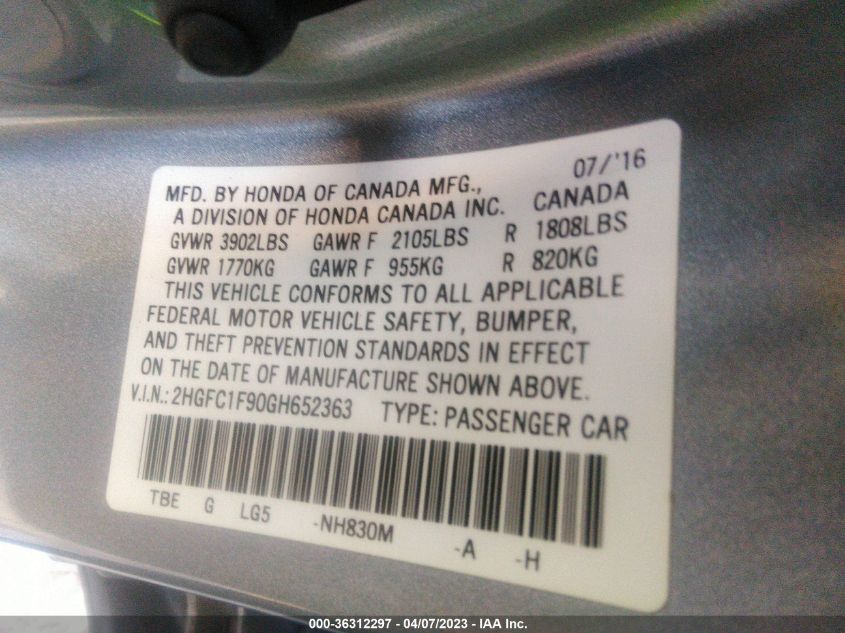 07/'16
MFD. BY HONDA OF CANADA MFG.,
A DIVISION OF HONDA CANADA INC. CANADA
GVWR 3902LBS GAWR F 2105LBS R 1808LBS
GVWR 1770KG GAWR F 955KG R 820KG
THIS VEHICLE CONFORMS TO ALL APPLICABLE
FEDERAL MOTOR VEHICLE SAFETY, BUMPER,
AND THEFT PREVENTION STANDARDS IN EFFECT
ON THE DATE OF MANUFACTURE SHOWN ABOVE.
V.I.N.: 2HGFC1F90GH652363 TYPE: PASSENGER CAR
TBE G LG5 -NH830M -A -H
000-36312297 - 04/07/2023 - IAA Inc.